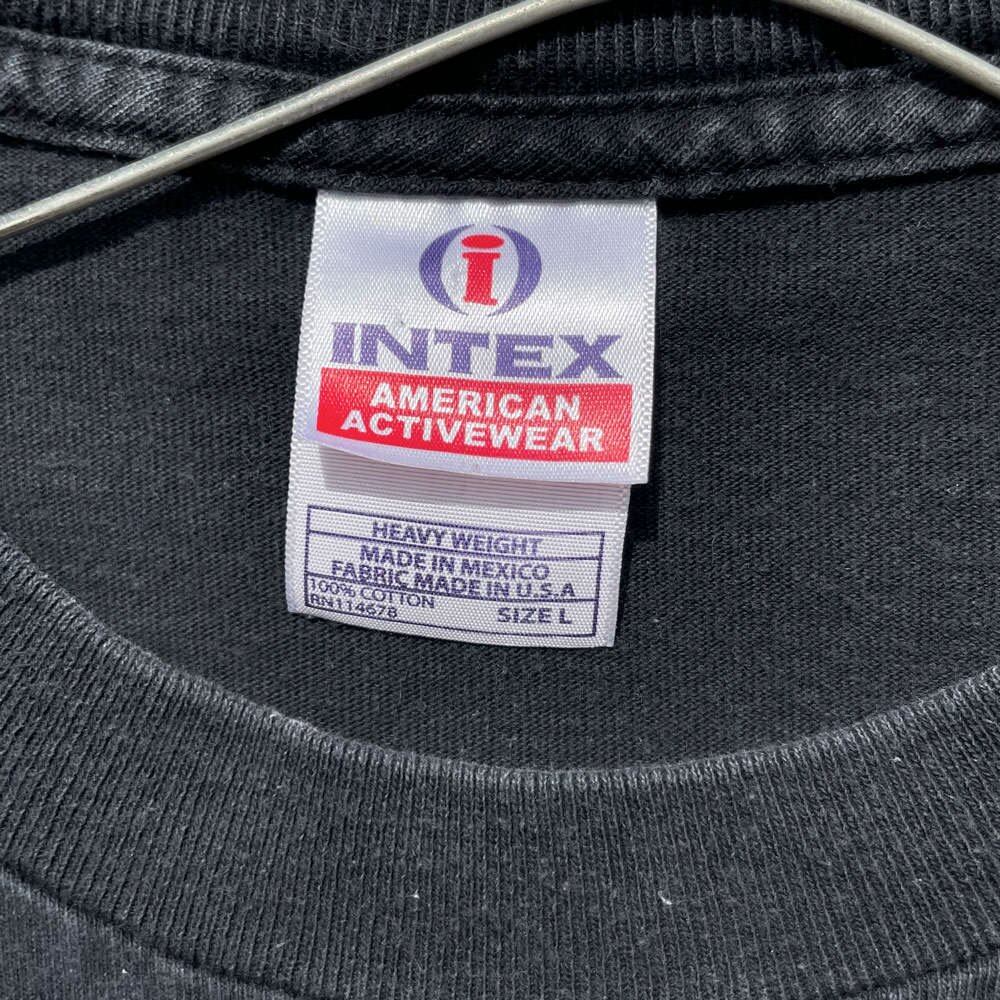 i
INTEX
AMERICAN
ACTIVEWEAR
HEAVY WEIGHT
MADE IN MEXICO
FABRIC MADE IN U.S.A
100% COTTON
RN114678 SIZE L